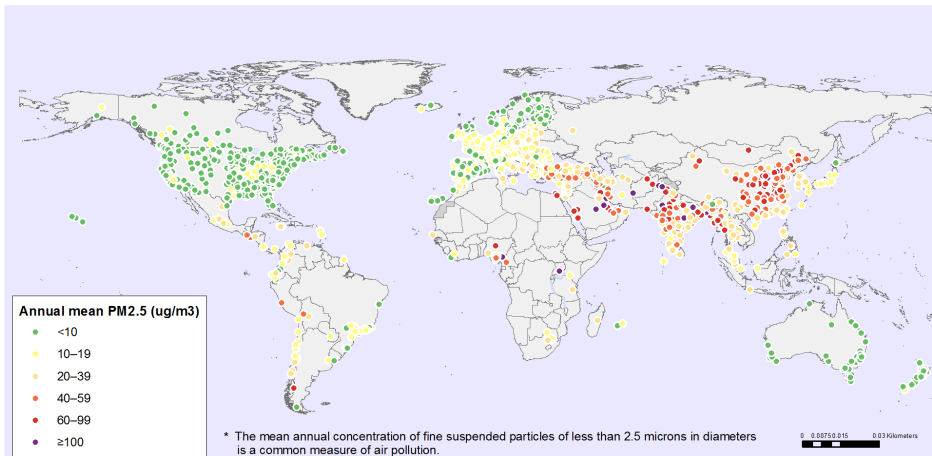 Annual mean PM2.5 (ug/m3)
<10
10–19
20–39
40–59
60–99
≥100
* The mean annual concentration of fine suspended particles of less than 2.5 microns in diameters
is a common measure of air pollution.
0 0.0075 0.015 0.03 Kilometers